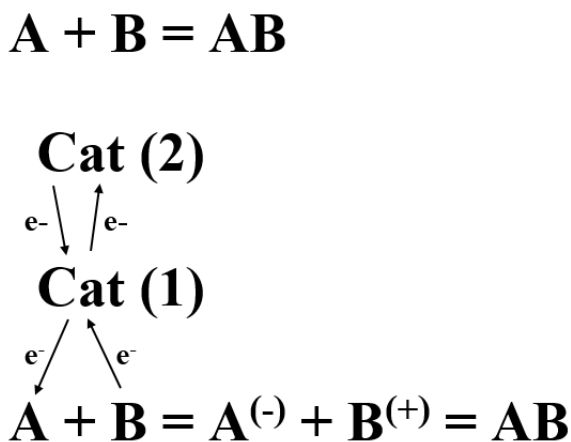 A + B = AB
Cat (2)
e- e-
Cat (1)
e⁻ e⁻
A + B = A⁽⁻⁾ + B⁽⁺⁾ = AB